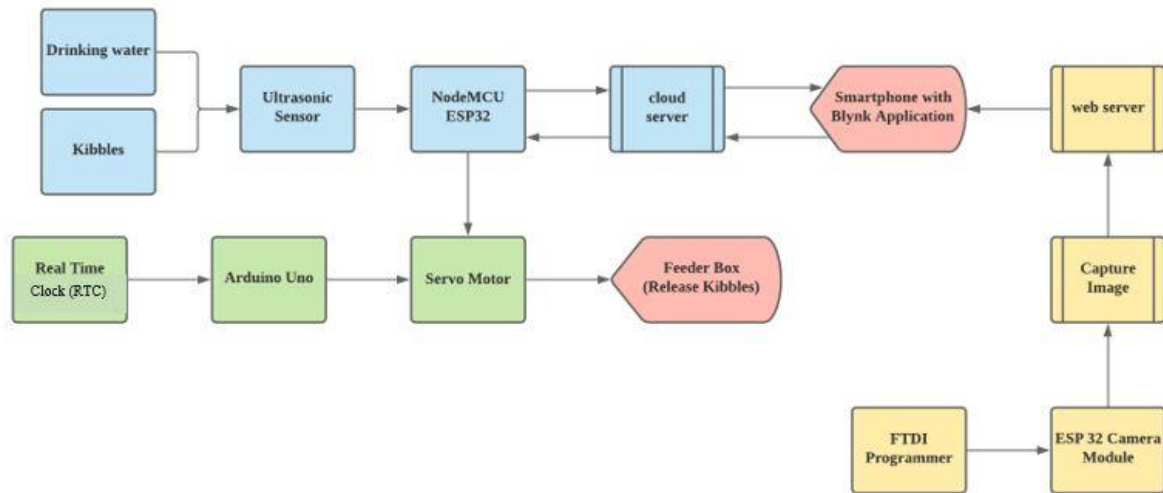 Drinking water
Kibbles
Ultrasonic
Sensor
NodeMCU
ESP32
cloud
server
Smartphone with
Blynk Application
web server
Real Time
Clock (RTC)
Arduino Uno
Servo Motor
Feeder Box
(Release Kibbles)
Capture
Image
FTDI
Programmer
ESP 32 Camera
Module